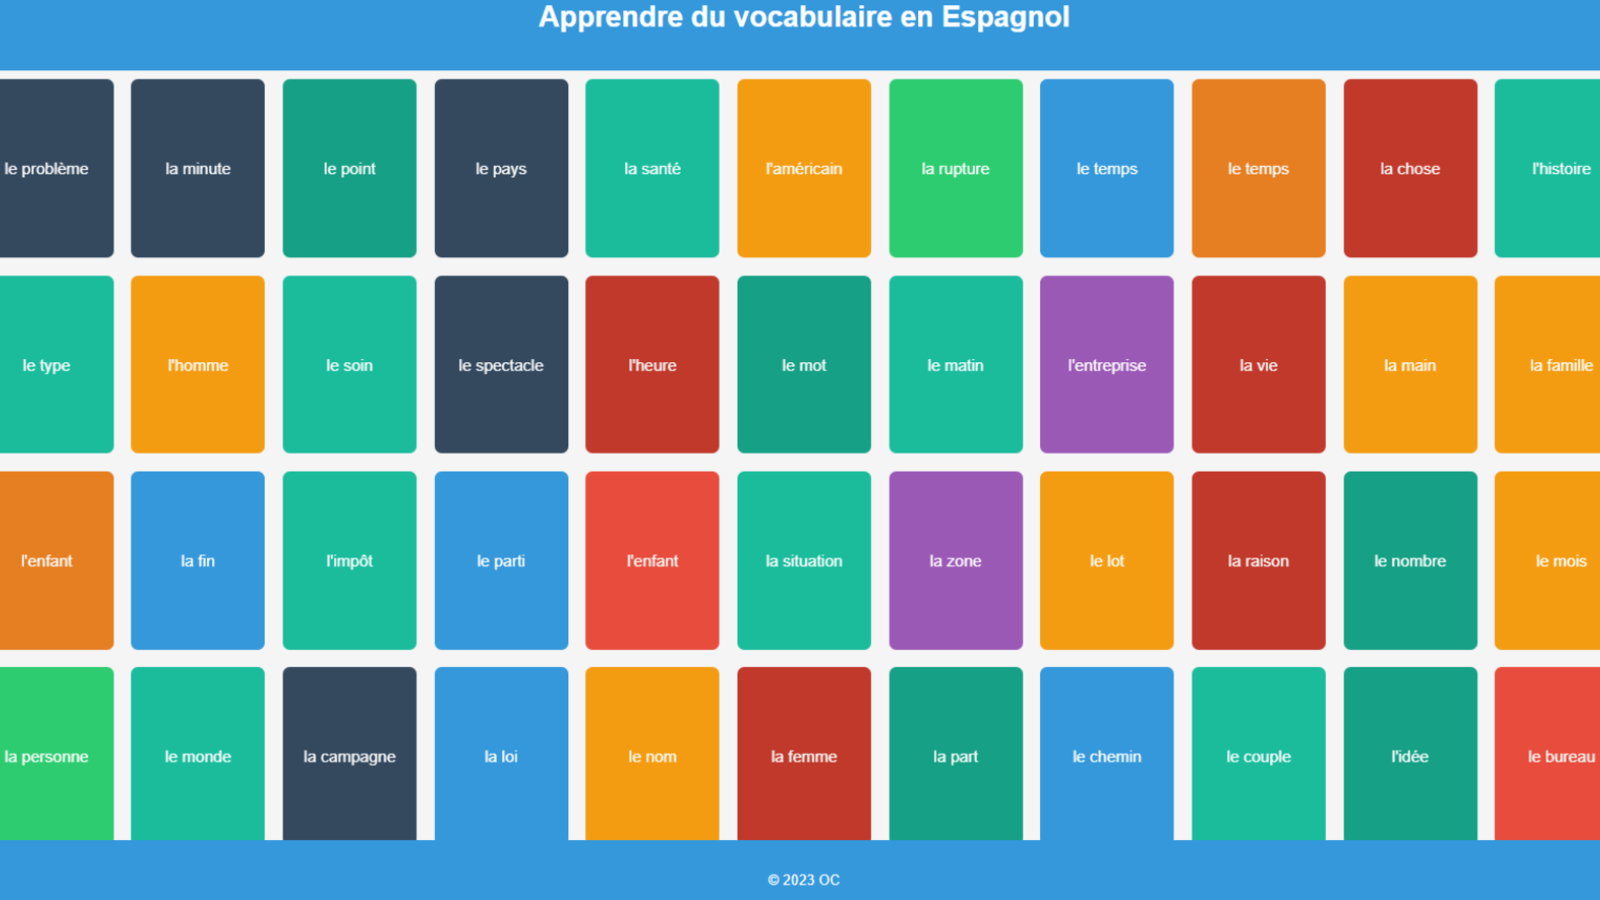 Apprendre du vocabulaire en Espagnol
le problème
la minute
le point
le pays
la santé
l'américain
la rupture
le temps
le temps
la chose
l'histoire
le type
l'homme
le soin
le spectacle
l'heure
le mot
le matin
l'entreprise
la vie
la main
la famille
l'enfant
la fin
l'impôt
le parti
l'enfant
la situation
la zone
le lot
la raison
le nombre
le mois
la personne
le monde
la campagne
la loi
le nom
la femme
la part
le chemin
le couple
l'idée
le bureau
© 2023 OC